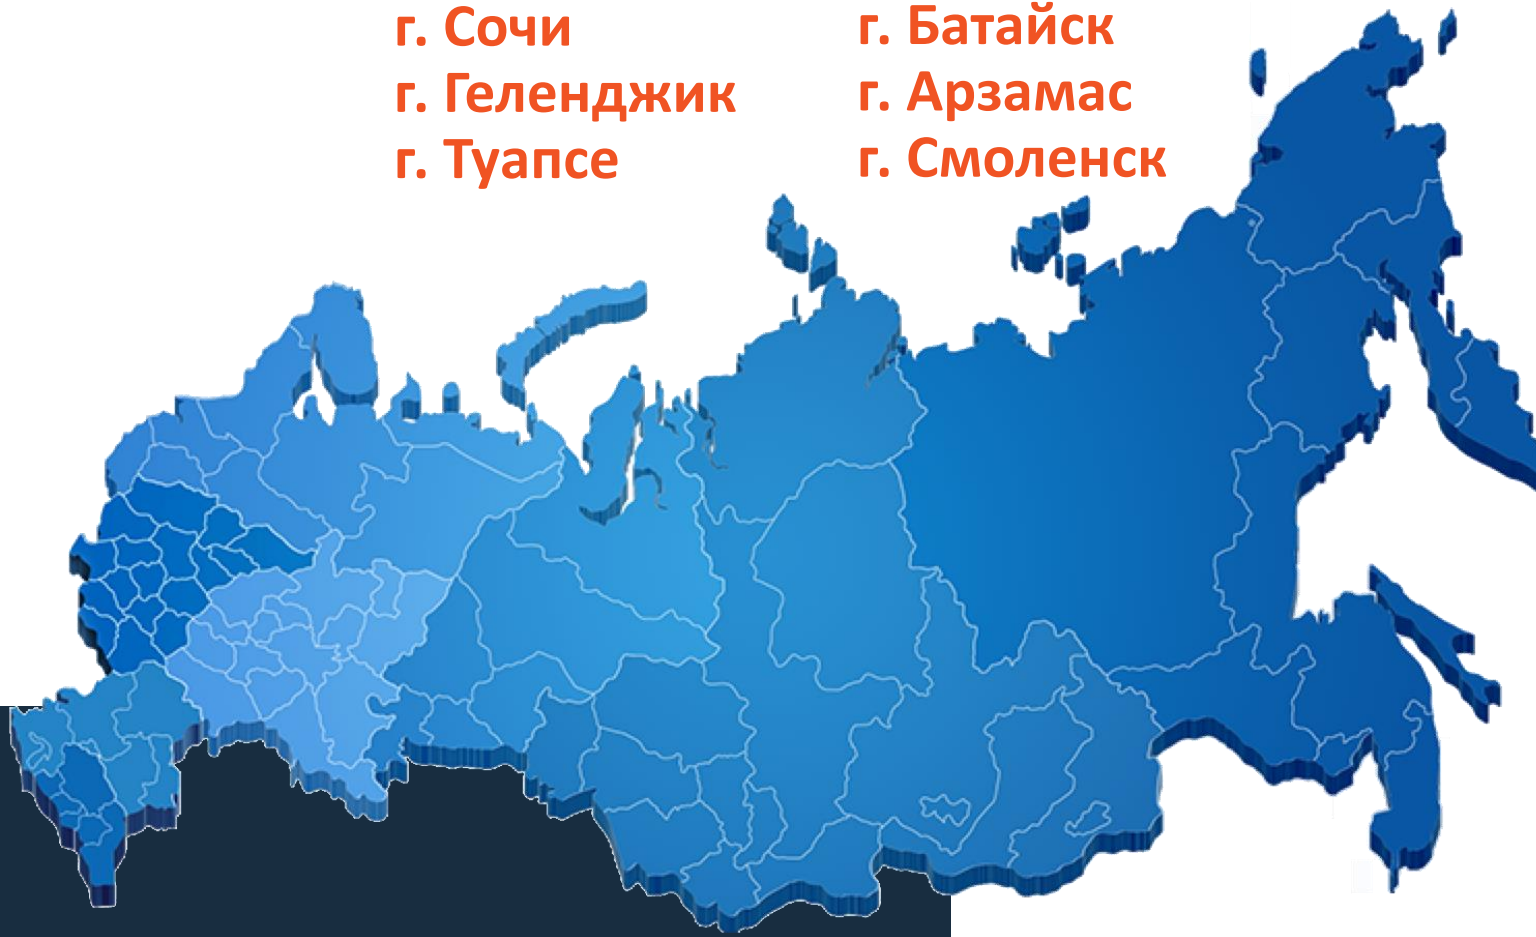 г. Сочи
г. Геленджик
г. Туапсе
г. Батайск
г. Арзамас
г. Смоленск